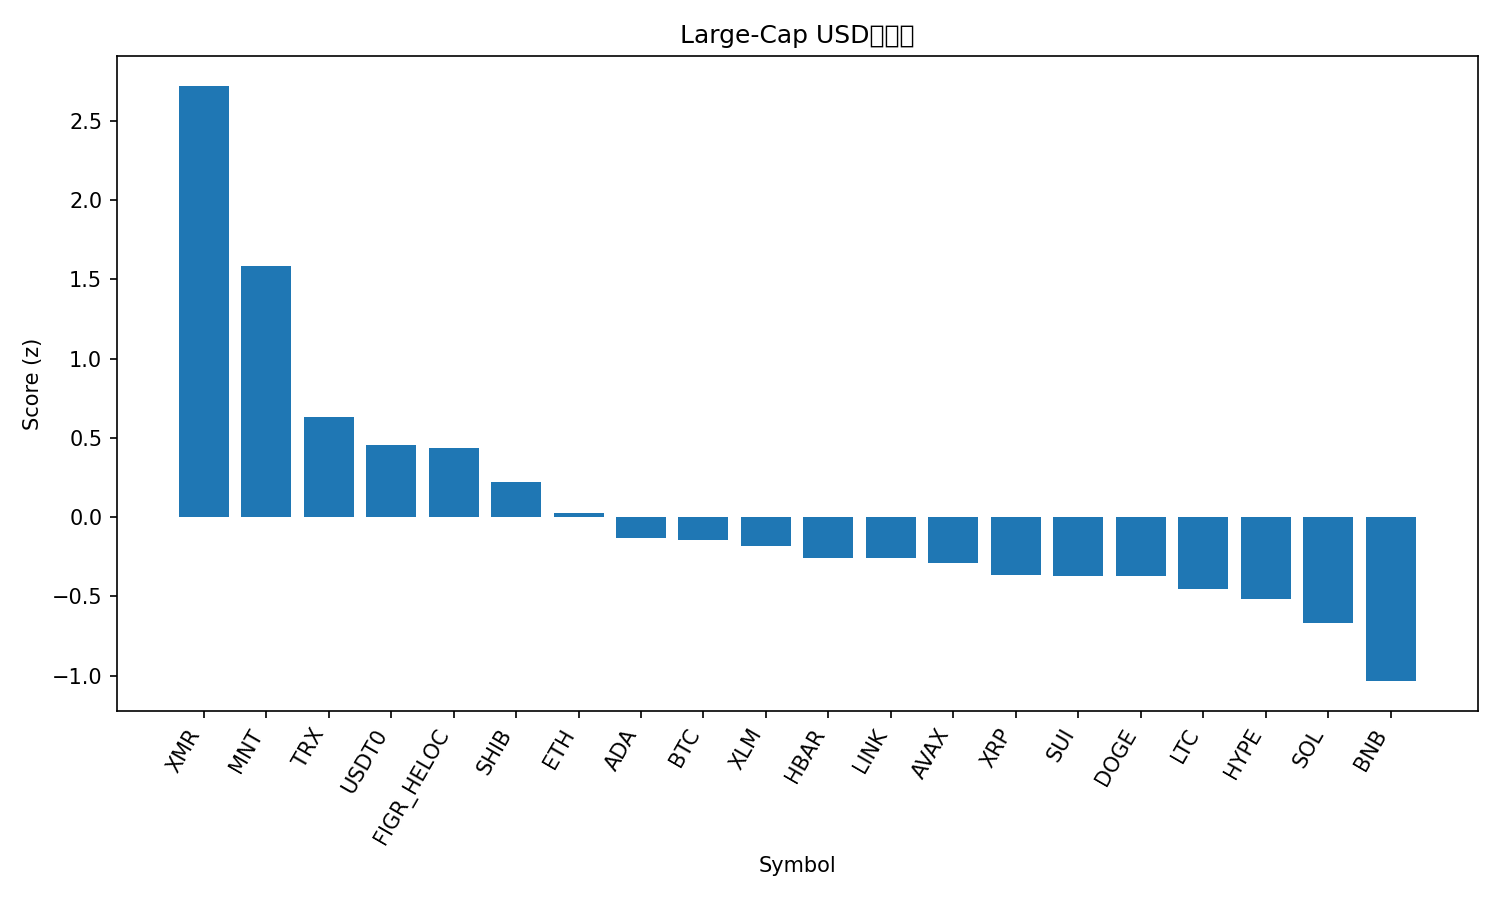 Large-Cap USD
2.5
2.0
1.5
1.0
0.5
0.0
−0.5
−1.0
Score (z)
XMR
MNT
TRX
USDT0
FIGR_HELOC
SHIB
ETH
ADA
BTC
XLM
HBAR
LINK
AVAX
XRP
SUI
DOGE
LTC
HYPE
SOL
BNB
Symbol